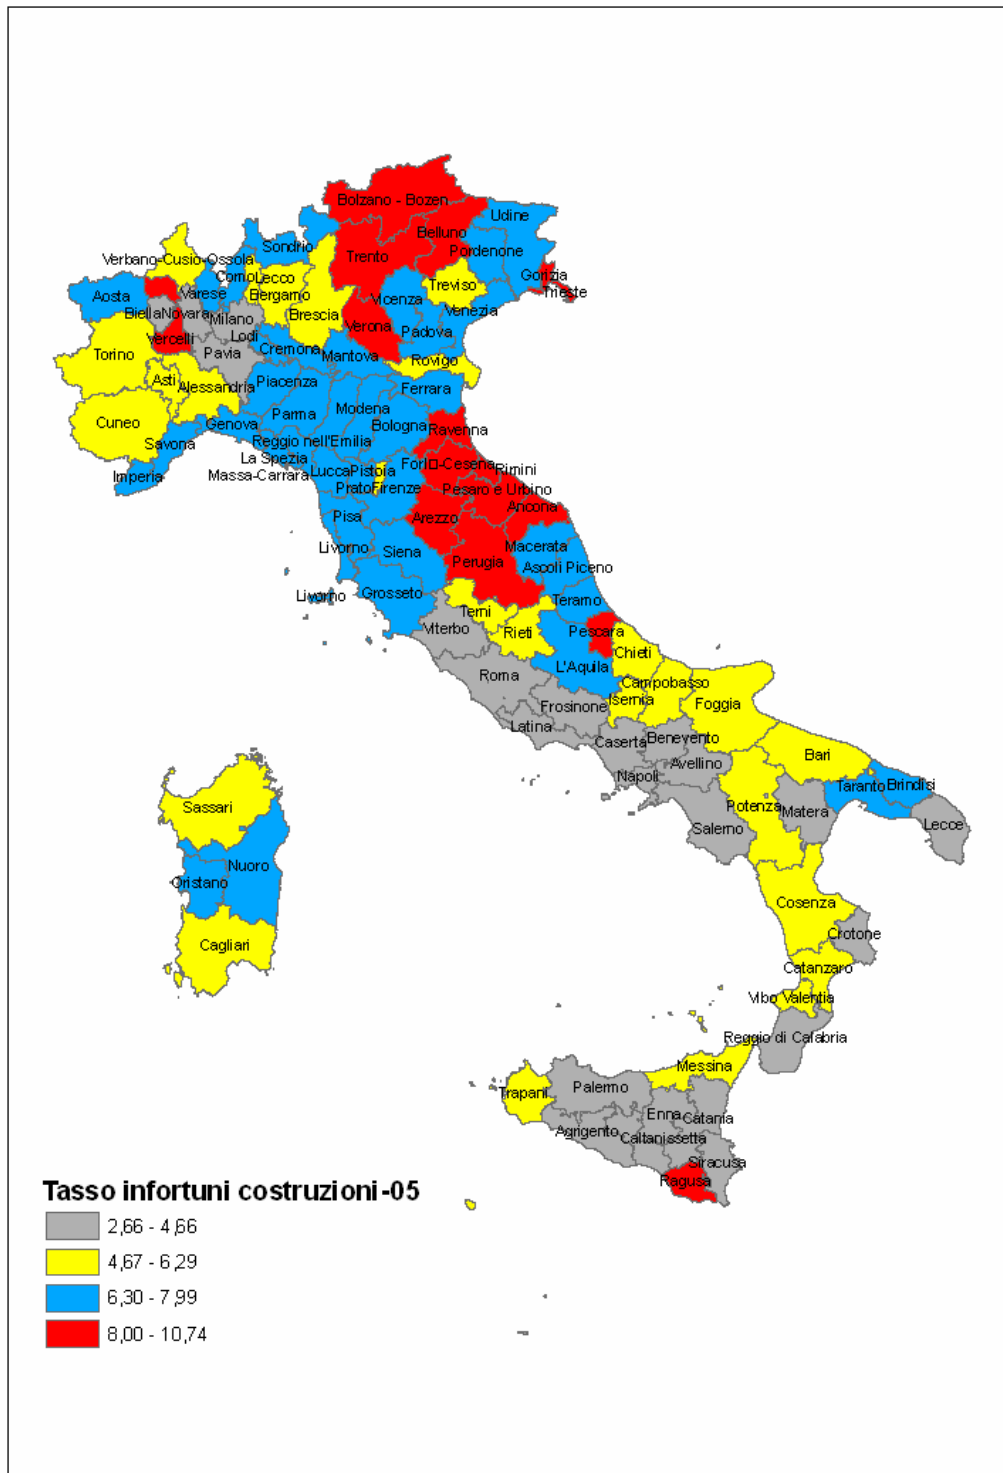 Bolzano - Bozen
Udine
Belluno
Sondrio
Pordenone
Trento
Verbano-Cusio-Ossola
Gorizia
Como
Lecco
Treviso
Trieste
Aosta
Varese
Bergamo
Vicenza
Venezia
Biella
Novara
Milano
Brescia
Verona
Padova
Vercelli
Lodi
Cremona
Mantova
Torino
Pavia
Rovigo
Asti
Alessandria
Piacenza
Ferrara
Cuneo
Genova
Parma
Modena
Bologna
Ravenna
Savona
Reggio nell'Emilia
La Spezia
Forl□-Cesena
Rimini
Imperia
Massa-Carrara
Lucca
Pistoia
Prato
Firenze
Pesaro e Urbino
Ancona
Pisa
Arezzo
Livorno
Siena
Macerata
Perugia
Ascoli Piceno
Livorno
Grosseto
Teramo
Terni
Viterbo
Rieti
Pescara
Chieti
L'Aquila
Roma
Campobasso
Isernia
Frosinone
Foggia
Latina
Caserta
Benevento
Bari
Avellino
Napoli
Taranto
Brindisi
Sassari
Potenza
Matera
Salerno
Lecce
Nuoro
Oristano
Cosenza
Cagliari
Crotone
Catanzaro
Vibo Valentia
Reggio di Calabria
Messina
Trapani
Palermo
Enna
Catania
Agrigento
Caltanissetta
Siracusa
Ragusa
Tasso infortuni costruzioni-05
2,66 - 4,66
4,67 - 6,29
6,30 - 7,99
8,00 - 10,74